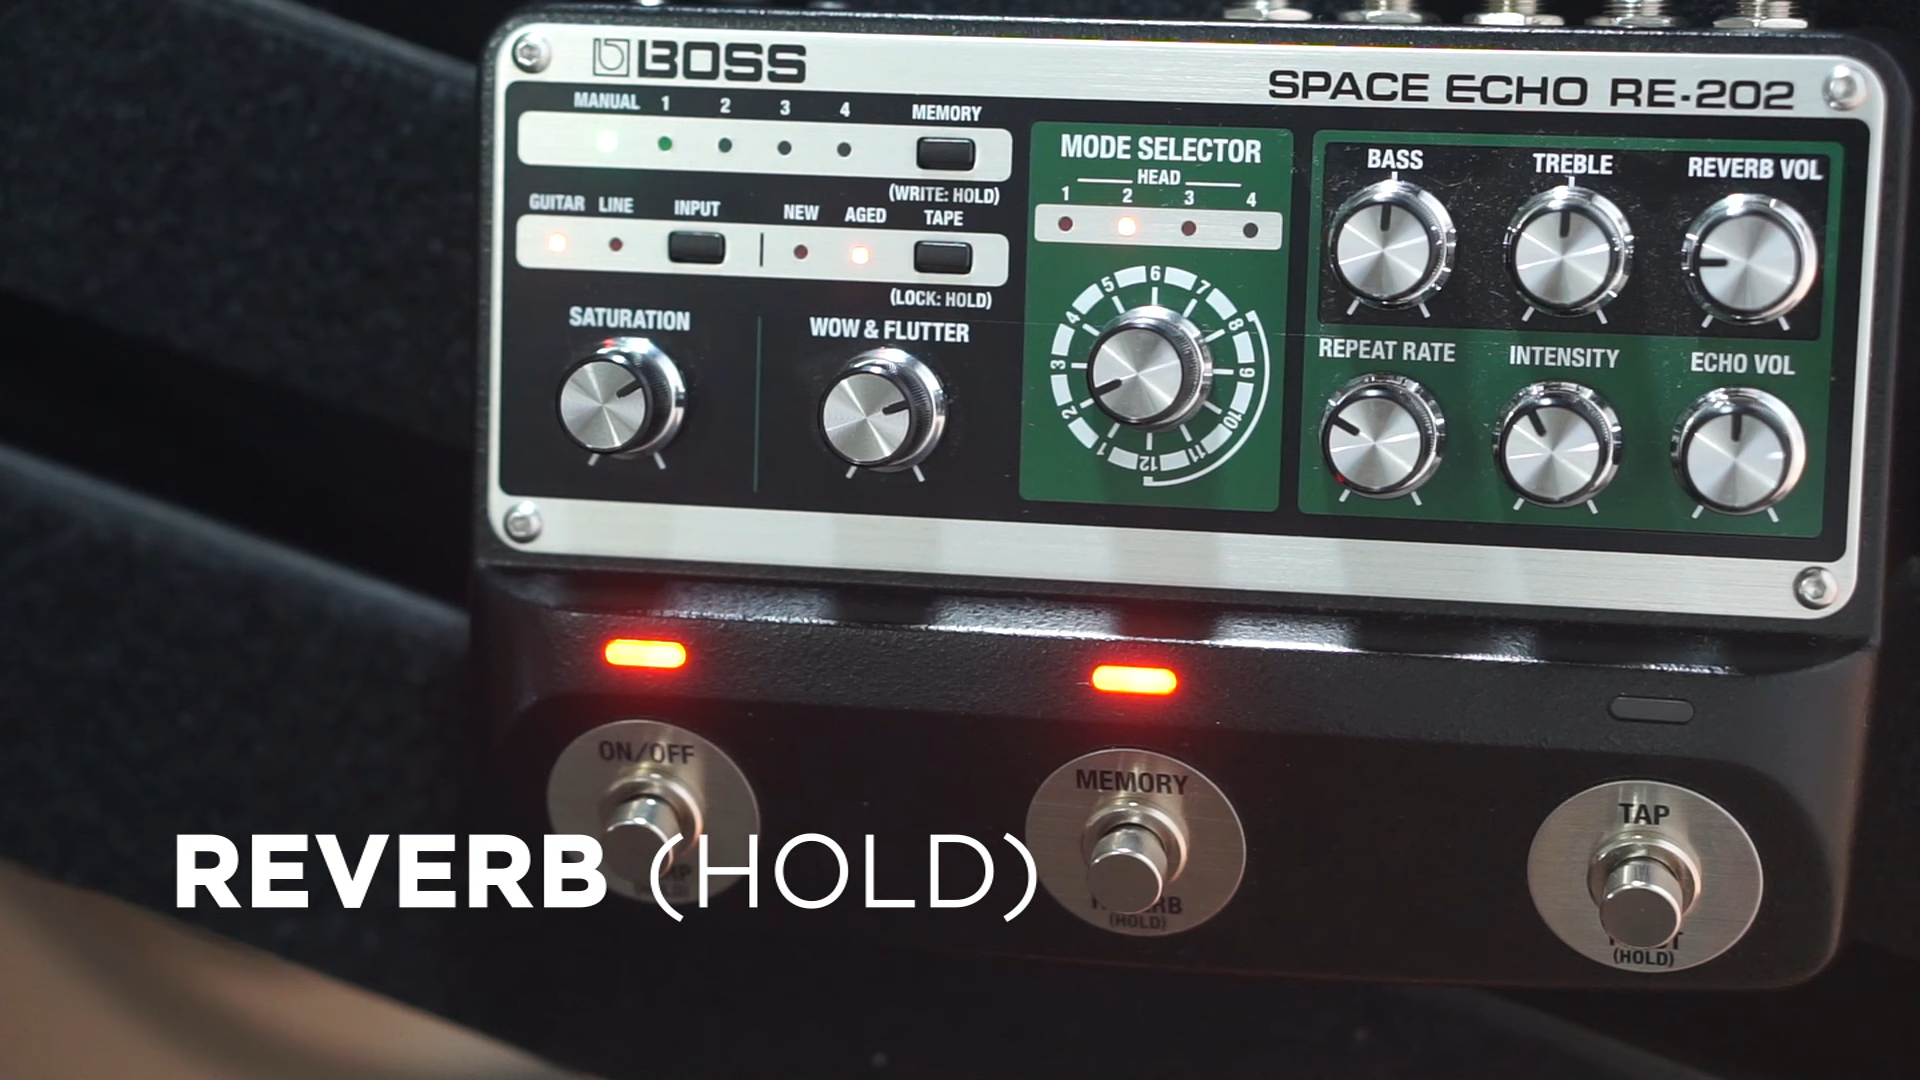 BOSS
SPACE ECHO RE-202
MANUAL 1 2 3 4 MEMORY
(WRITE: HOLD)
GUITAR LINE INPUT NEW AGED TAPE
(LOCK: HOLD)
SATURATION
WOW & FLUTTER
MODE SELECTOR
HEAD
1 2 3 4
1 2 3 4 5 6 7 8 9 10 11 12
BASS TREBLE REVERB VOL
REPEAT RATE INTENSITY ECHO VOL
ON/OFF
MEMORY
(HOLD)
TAP
(HOLD)
REVERB (HOLD)